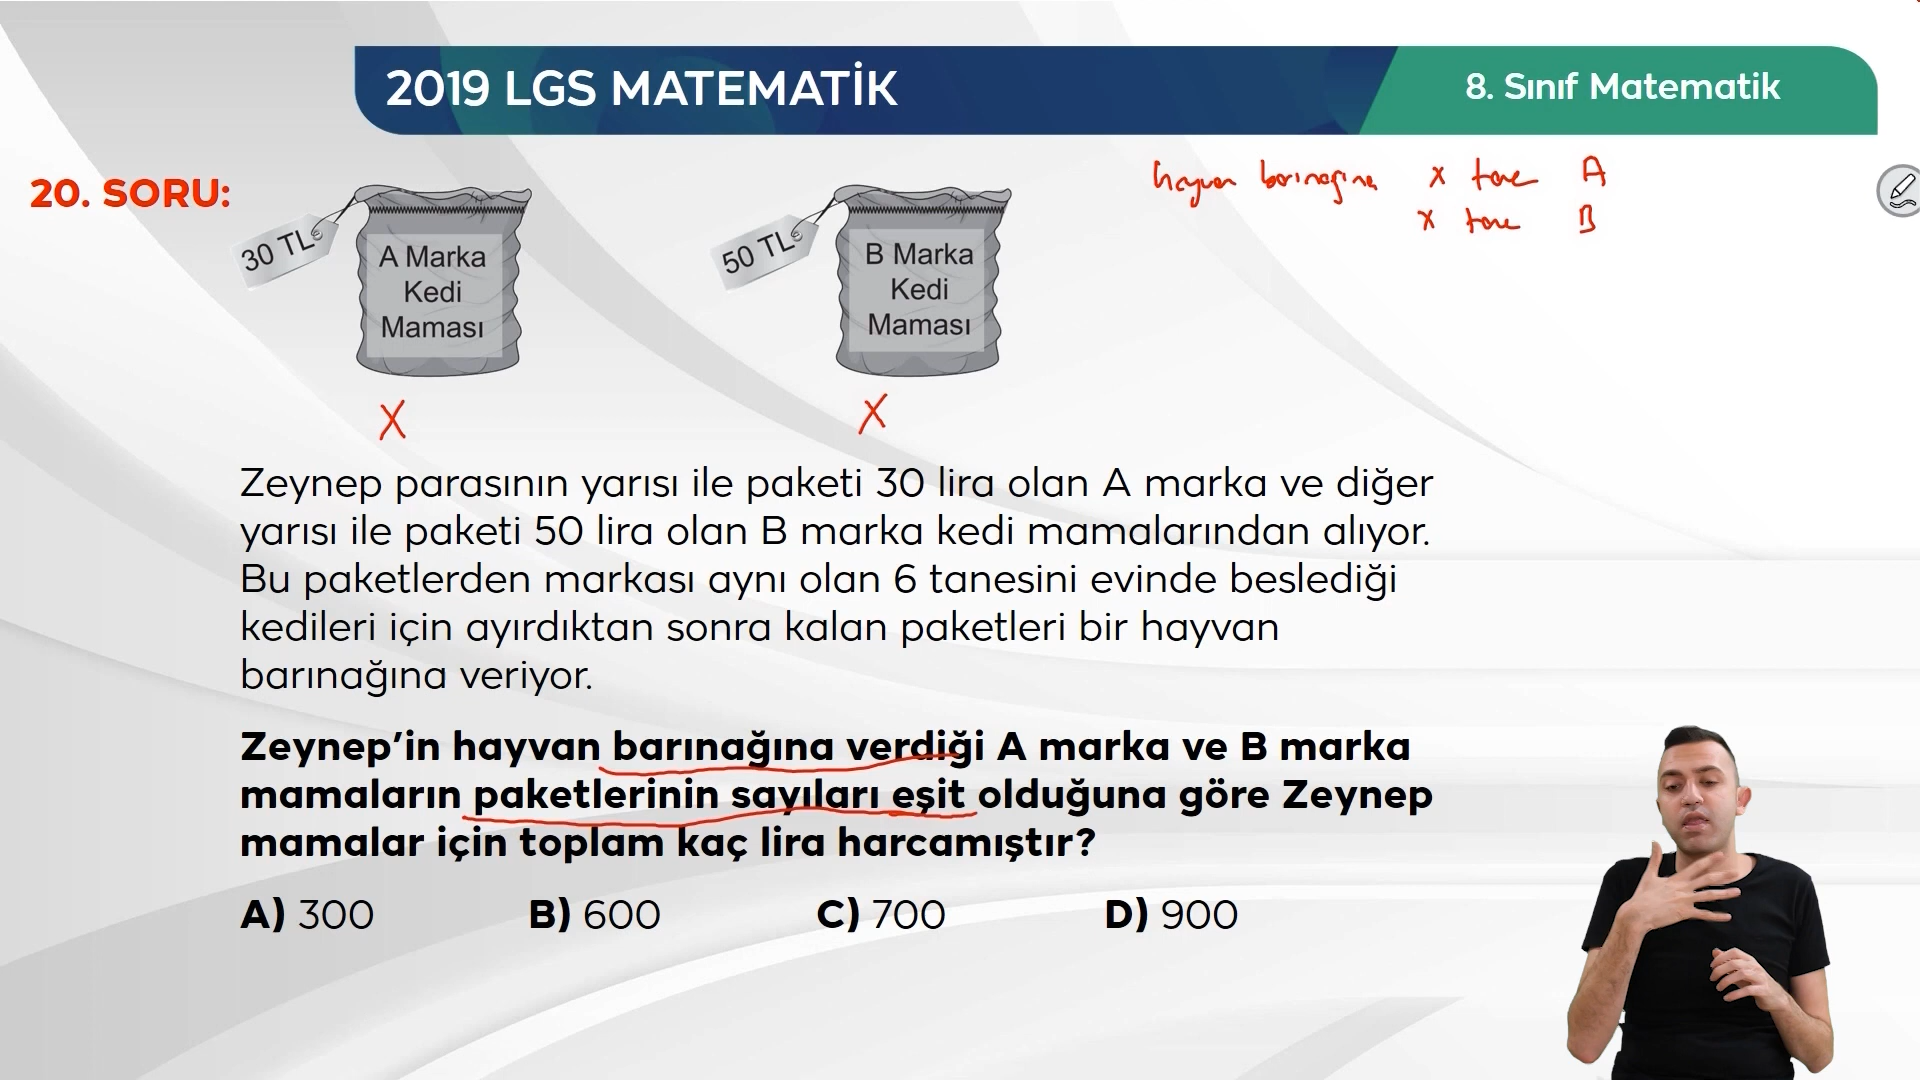 2019 LGS MATEMATİK
8. Sınıf Matematik
20. SORU:
30 TL
A Marka
Kedi
Maması
50 TL
B Marka
Kedi
Maması
hayvan barınağına x tane A
x tane B
X
X
Zeynep parasının yarısı ile paketi 30 lira olan A marka ve diğer
yarısı ile paketi 50 lira olan B marka kedi mamalarından alıyor.
Bu paketlerden markası aynı olan 6 tanesini evinde beslediği
kedileri için ayırdıktan sonra kalan paketleri bir hayvan
barınağına veriyor.
Zeynep’in hayvan barınağına verdiği A marka ve B marka
mamaların paketlerinin sayıları eşit olduğuna göre Zeynep
mamalar için toplam kaç lira harcamıştır?
A) 300 B) 600 C) 700 D) 900